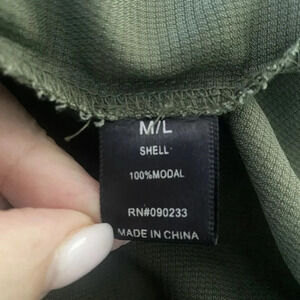 M/L
SHELL
100%MODAL
RN#090233
MADE IN CHINA